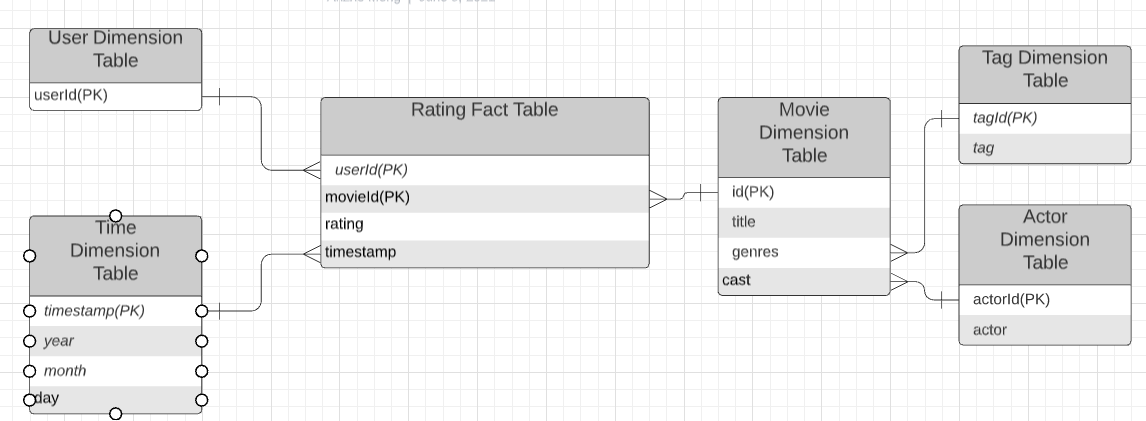 User Dimension
Table
userId(PK)
Rating Fact Table
userId(PK)
movieId(PK)
rating
timestamp
Time
Dimension
Table
timestamp(PK)
year
month
day
Movie
Dimension
Table
id(PK)
title
genres
cast
Tag Dimension
Table
tagId(PK)
tag
Actor
Dimension
Table
actorId(PK)
actor